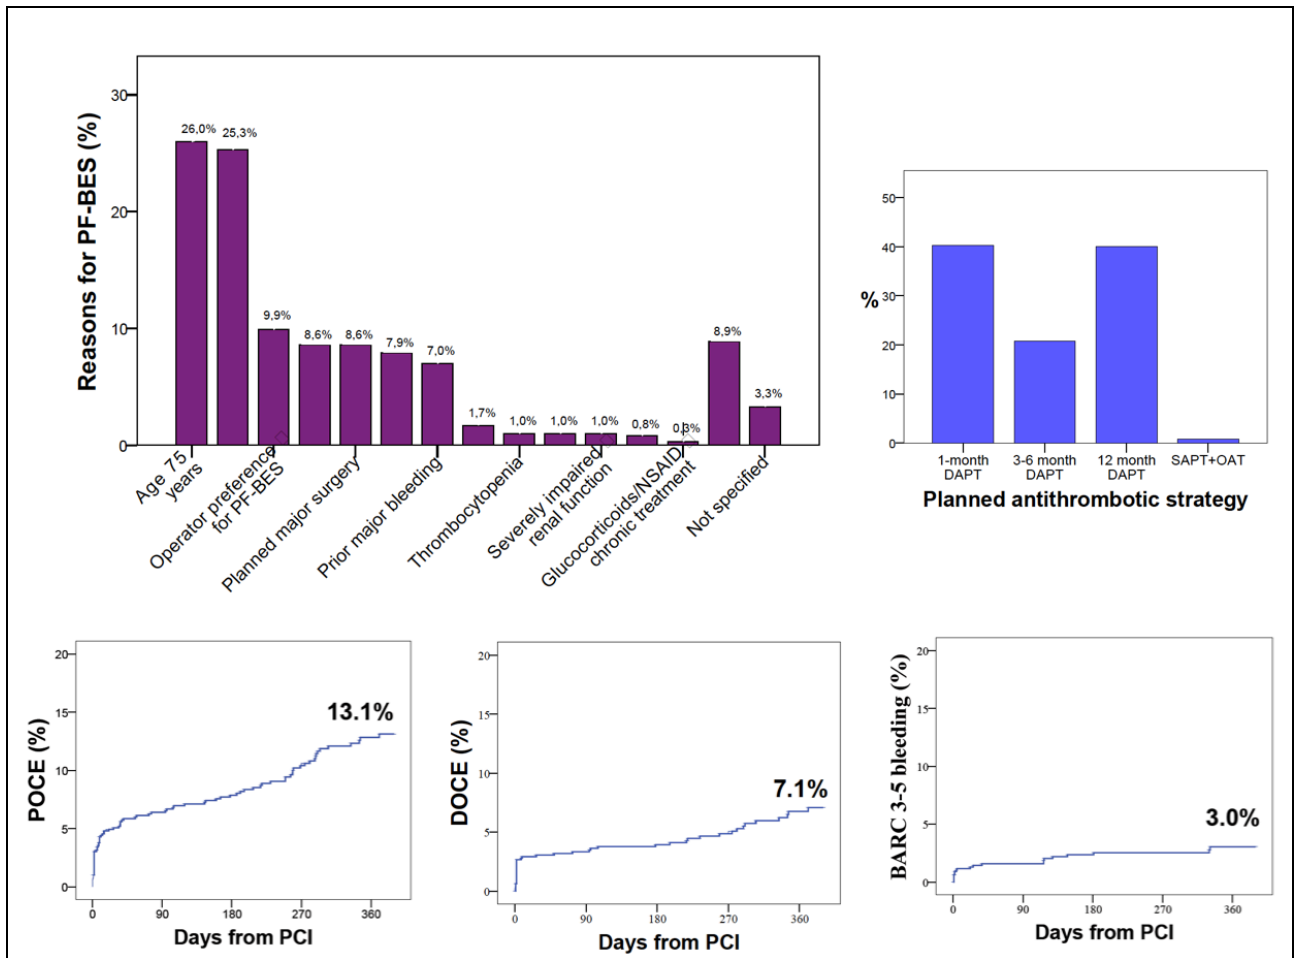 Reasons for PF-BES (%)
30
20
10
0
26,0%
25,3%
9,9%
8,6%
8,6%
7,9%
7,0%
1,7%
1,0%
1,0%
1,0%
0,8%
0,3%
8,9%
3,3%
Age 75
years
Operator preference
for PF-BES
Planned major surgery
Prior major bleeding
Thrombocytopenia
Severely impaired
renal function
Glucocorticoids/NSAID
chronic treatment
Not specified
%
50
40
30
20
10
0
1-month
DAPT
3-6 month
DAPT
12 month
DAPT
SAPT+OAT
Planned antithrombotic strategy
POCE (%)
20
15
10
5
0
13.1%
0 90 180 270 360
Days from PCI
DOCE (%)
20
15
10
5
0
7.1%
0 90 180 270 360
Days from PCI
BARC 3-5 bleeding (%)
20
15
10
5
0
3.0%
0 90 180 270 360
Days from PCI